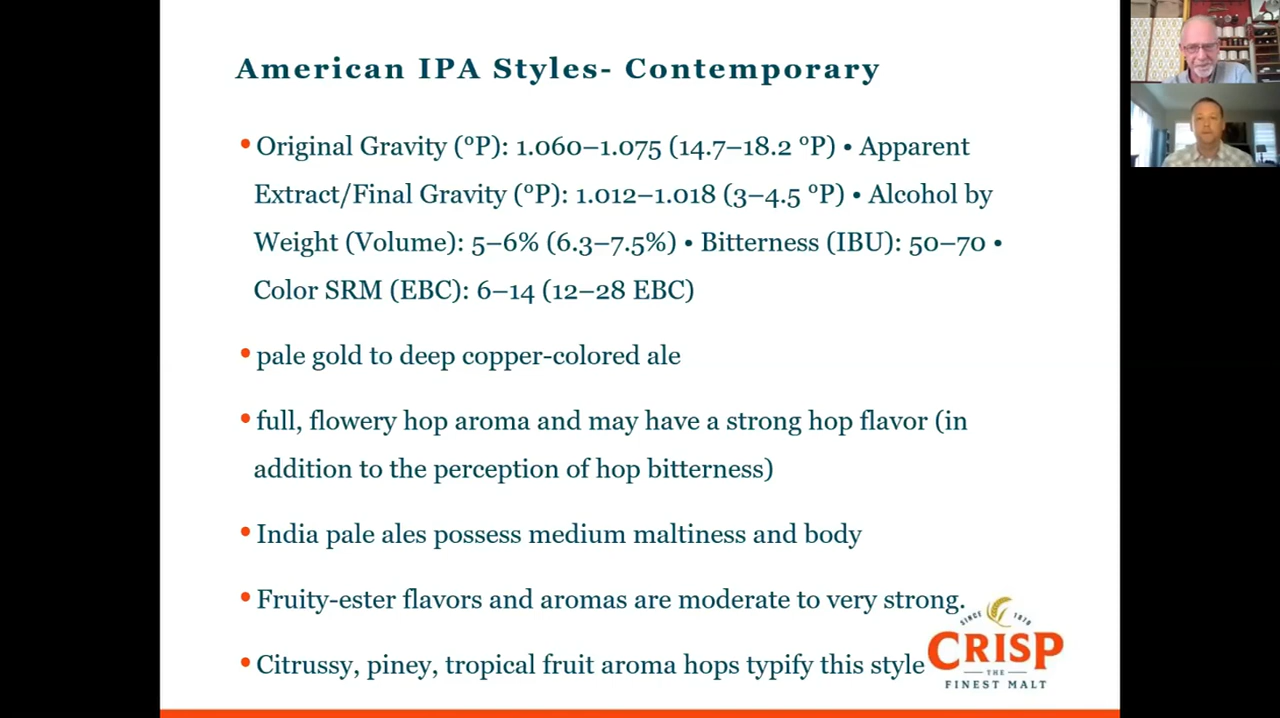 American IPA Styles- Contemporary
• Original Gravity (°P): 1.060–1.075 (14.7–18.2 °P) • Apparent
Extract/Final Gravity (°P): 1.012–1.018 (3–4.5 °P) • Alcohol by
Weight (Volume): 5–6% (6.3–7.5%) • Bitterness (IBU): 50–70 •
Color SRM (EBC): 6–14 (12–28 EBC)
• pale gold to deep copper-colored ale
• full, flowery hop aroma and may have a strong hop flavor (in
addition to the perception of hop bitterness)
• India pale ales possess medium maltiness and body
• Fruity-ester flavors and aromas are moderate to very strong.
• Citrussy, piney, tropical fruit aroma hops typify this style
SINCE 1870
CRISP
THE
FINEST MALT